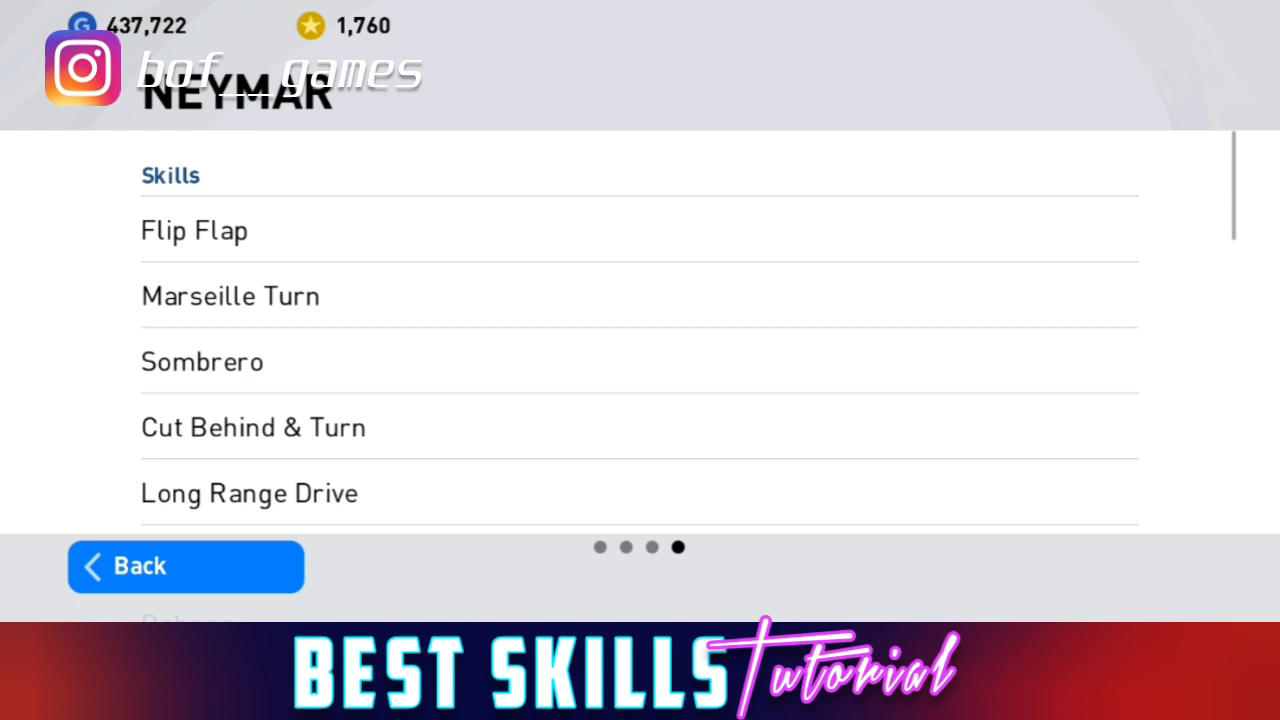 437,722 1,760
bof__games
NEYMAR
Skills
Flip Flap
Marseille Turn
Sombrero
Cut Behind & Turn
Long Range Drive
Back
BEST SKILLS Tutorial